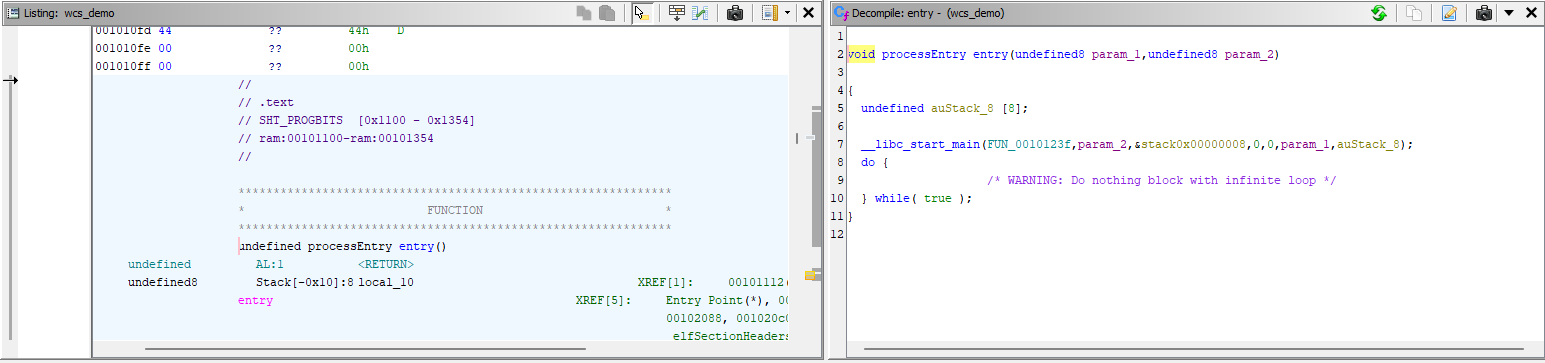 Listing: wcs_demo
001010fd 44 ?? 44h D
001010fe 00 ?? 00h
001010ff 00 ?? 00h
//
// .text
// SHT_PROGBITS [0x1100 - 0x1354]
// ram:00101100-ram:00101354
//
**************************************************************
* FUNCTION *
**************************************************************
undefined processEntry entry()
undefined AL:1 <RETURN>
undefined8 Stack[-0x10]:8 local_10 XREF[1]: 00101112(
entry XREF[5]: Entry Point(*), 00
00102088, 001020c0
_elfSectionHeaders
Decompile: entry - (wcs_demo)
1
2 void processEntry entry(undefined8 param_1,undefined8 param_2)
3
4 {
5 undefined auStack_8 [8];
6
7 __libc_start_main(FUN_0010123f,param_2,&stack0x00000008,0,0,param_1,auStack_8);
8 do {
9 /* WARNING: Do nothing block with infinite loop */
10 } while( true );
11 }
12